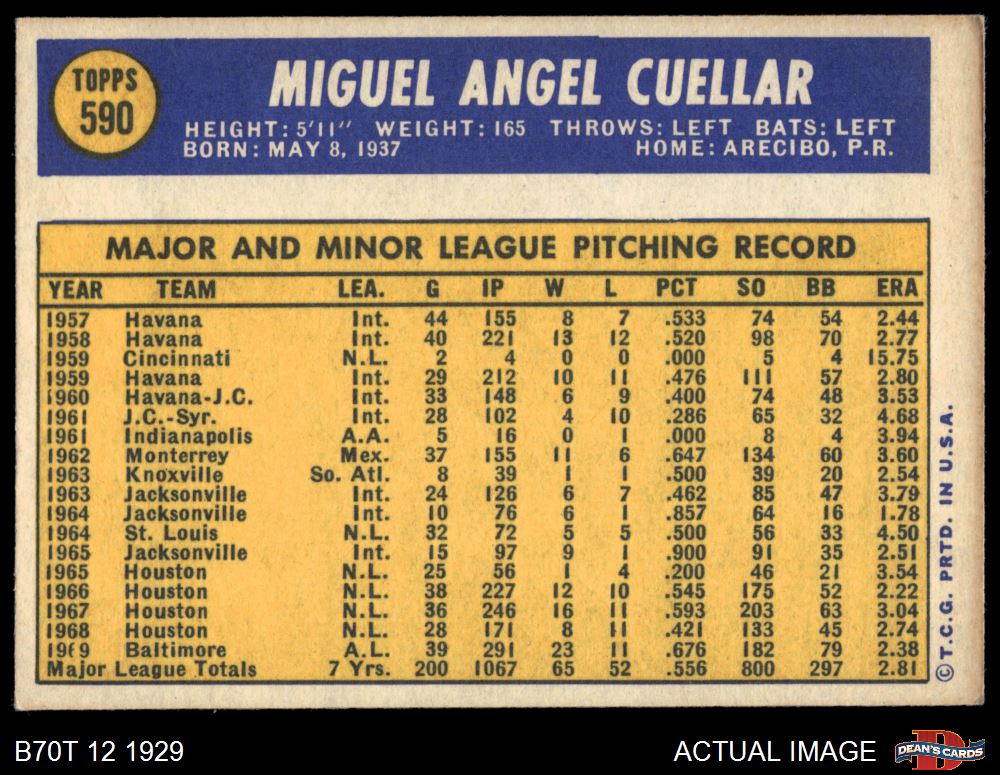 TOPPS
590
MIGUEL ANGEL CUELLAR
HEIGHT: 5'11" WEIGHT: 165 THROWS: LEFT BATS: LEFT
BORN: MAY 8, 1937 HOME: ARECIBO, P.R.
MAJOR AND MINOR LEAGUE PITCHING RECORD
YEAR TEAM LEA. G IP W L PCT SO BB ERA
1957 Havana Int. 44 155 8 7 .533 74 54 2.44
1958 Havana Int. 40 221 13 12 .520 98 70 2.77
1959 Cincinnati N.L. 2 4 0 0 .000 5 4 15.75
1959 Havana Int. 29 212 10 11 .476 111 57 2.80
1960 Havana-J.C. Int. 33 148 6 9 .400 74 48 3.53
1961 J.C.-Syr. Int. 28 102 4 10 .286 65 32 4.68
1961 Indianapolis A.A. 5 16 0 1 .000 8 4 3.94
1962 Monterrey Mex. 37 155 11 6 .647 134 60 3.60
1963 Knoxville So. Atl. 8 39 1 1 .500 39 20 2.54
1963 Jacksonville Int. 24 126 6 7 .462 85 47 3.79
1964 Jacksonville Int. 10 76 6 1 .857 64 16 1.78
1964 St. Louis N.L. 32 72 5 5 .500 56 33 4.50
1965 Jacksonville Int. 15 97 9 1 .900 91 35 2.51
1965 Houston N.L. 25 56 1 4 .200 46 21 3.54
1966 Houston N.L. 38 227 12 10 .545 175 52 2.22
1967 Houston N.L. 36 246 16 11 .593 203 63 3.04
1968 Houston N.L. 28 171 8 11 .421 133 45 2.74
1969 Baltimore A.L. 39 291 23 11 .676 182 79 2.38
Major League Totals 7 Yrs. 200 1067 65 52 .556 800 297 2.81
© T.C.G. PRTD. IN U.S.A.
B70T 12 1929
ACTUAL IMAGE
DEAN'S CARDS